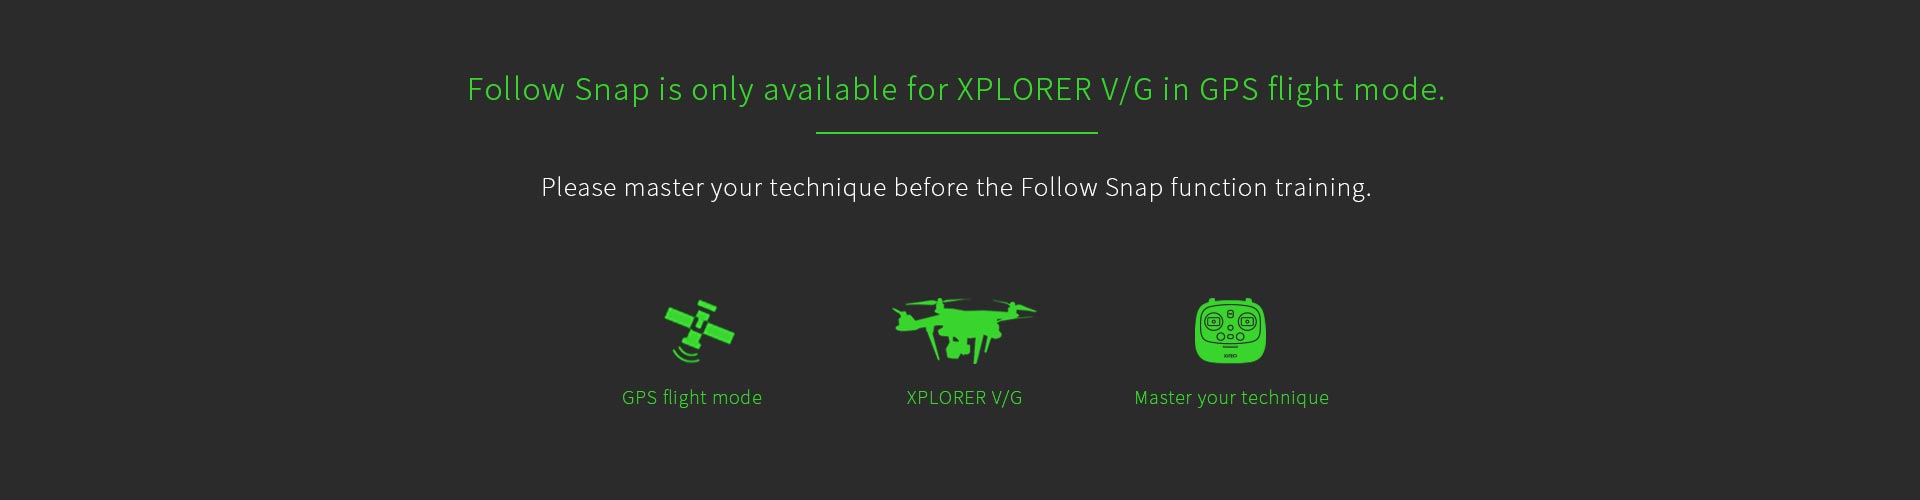 Follow Snap is only available for XPLORER V/G in GPS flight mode.
Please master your technique before the Follow Snap function training.
GPS flight mode
XPLORER V/G
Master your technique